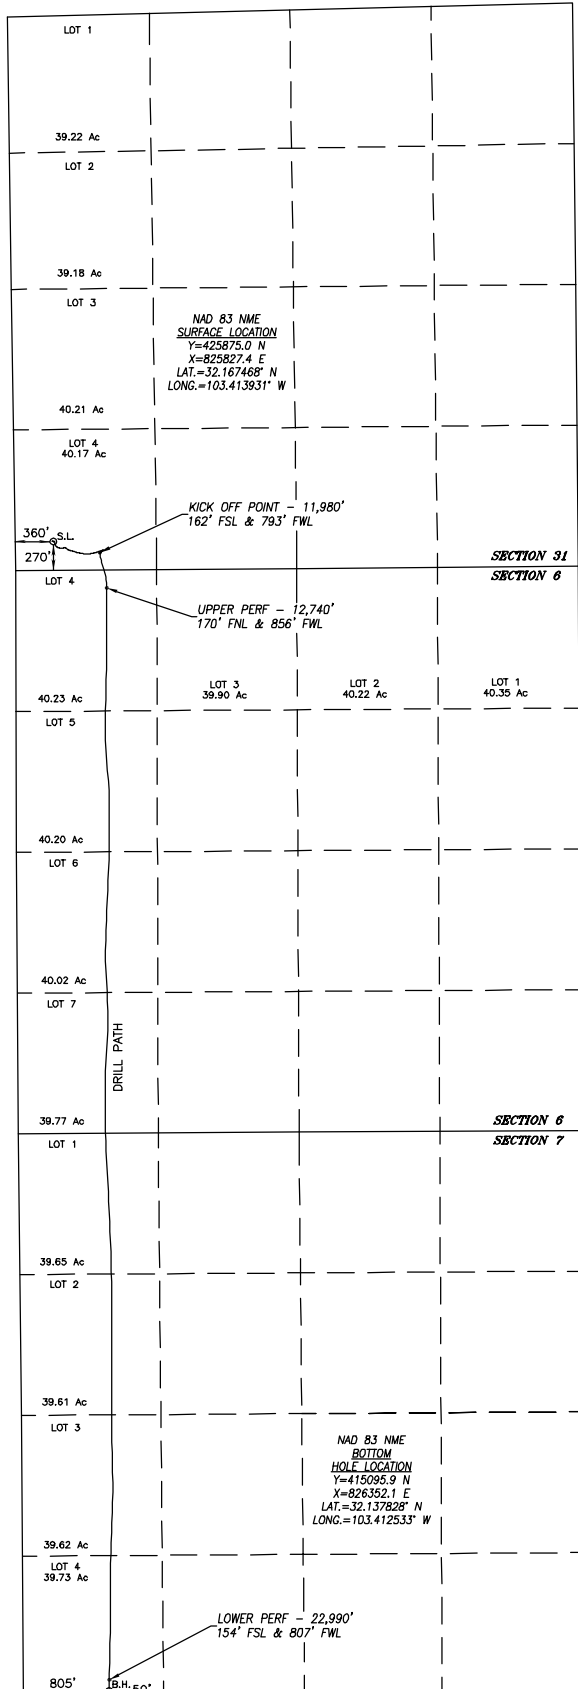 LOT 1
39.22 Ac
LOT 2
39.18 Ac
LOT 3
NAD 83 NME
SURFACE LOCATION
Y=425875.0 N
X=825827.4 E
LAT.=32.167468° N
LONG.=103.413931° W
40.21 Ac
LOT 4
40.17 Ac
KICK OFF POINT – 11,980'
162' FSL & 793' FWL
360'
S.L.
270'
SECTION 31
SECTION 6
LOT 4
UPPER PERF – 12,740'
170' FNL & 856' FWL
40.23 Ac
LOT 3
39.90 Ac
LOT 2
40.22 Ac
LOT 1
40.35 Ac
LOT 5
40.20 Ac
LOT 6
40.02 Ac
LOT 7
DRILL PATH
39.77 Ac
SECTION 6
SECTION 7
LOT 1
39.65 Ac
LOT 2
39.61 Ac
LOT 3
NAD 83 NME
BOTTOM
HOLE LOCATION
Y=415095.9 N
X=826352.1 E
LAT.=32.137828° N
LONG.=103.412533° W
39.62 Ac
LOT 4
39.73 Ac
LOWER PERF – 22,990'
154' FSL & 807' FWL
805'
B.H.
50'